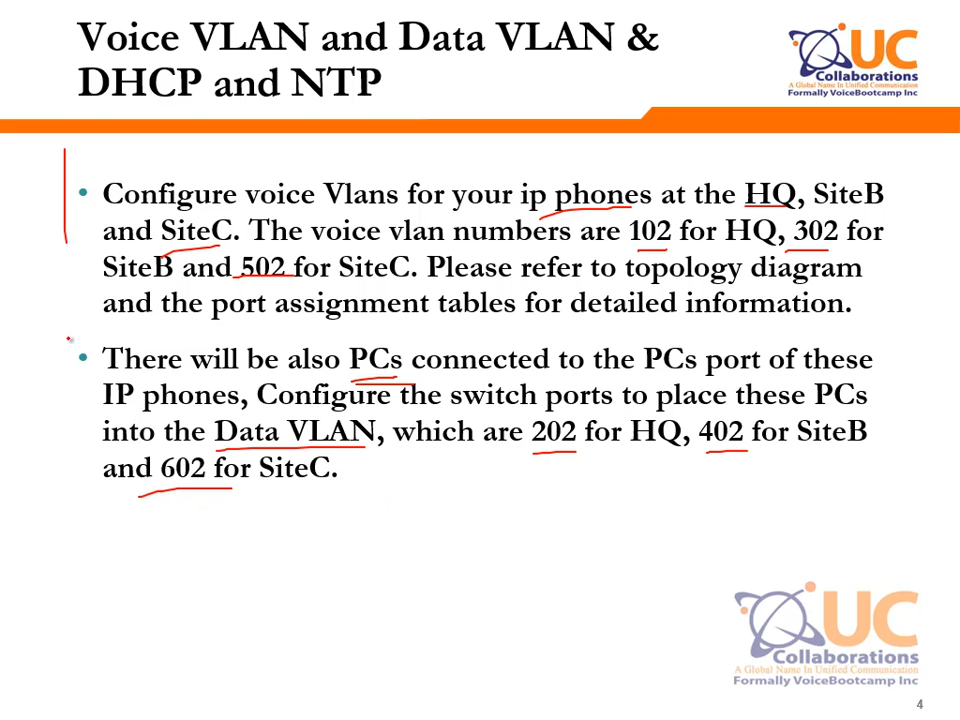 Voice VLAN and Data VLAN &
DHCP and NTP
UC
Collaborations
A Global Name In Unified Communication
Formally VoiceBootcamp Inc
• Configure voice Vlans for your ip phones at the HQ, SiteB
and SiteC. The voice vlan numbers are 102 for HQ, 302 for
SiteB and 502 for SiteC. Please refer to topology diagram
and the port assignment tables for detailed information.
• There will be also PCs connected to the PCs port of these
IP phones, Configure the switch ports to place these PCs
into the Data VLAN, which are 202 for HQ, 402 for SiteB
and 602 for SiteC.
UC
Collaborations
A Global Name In Unified Communication
Formally VoiceBootcamp Inc
4